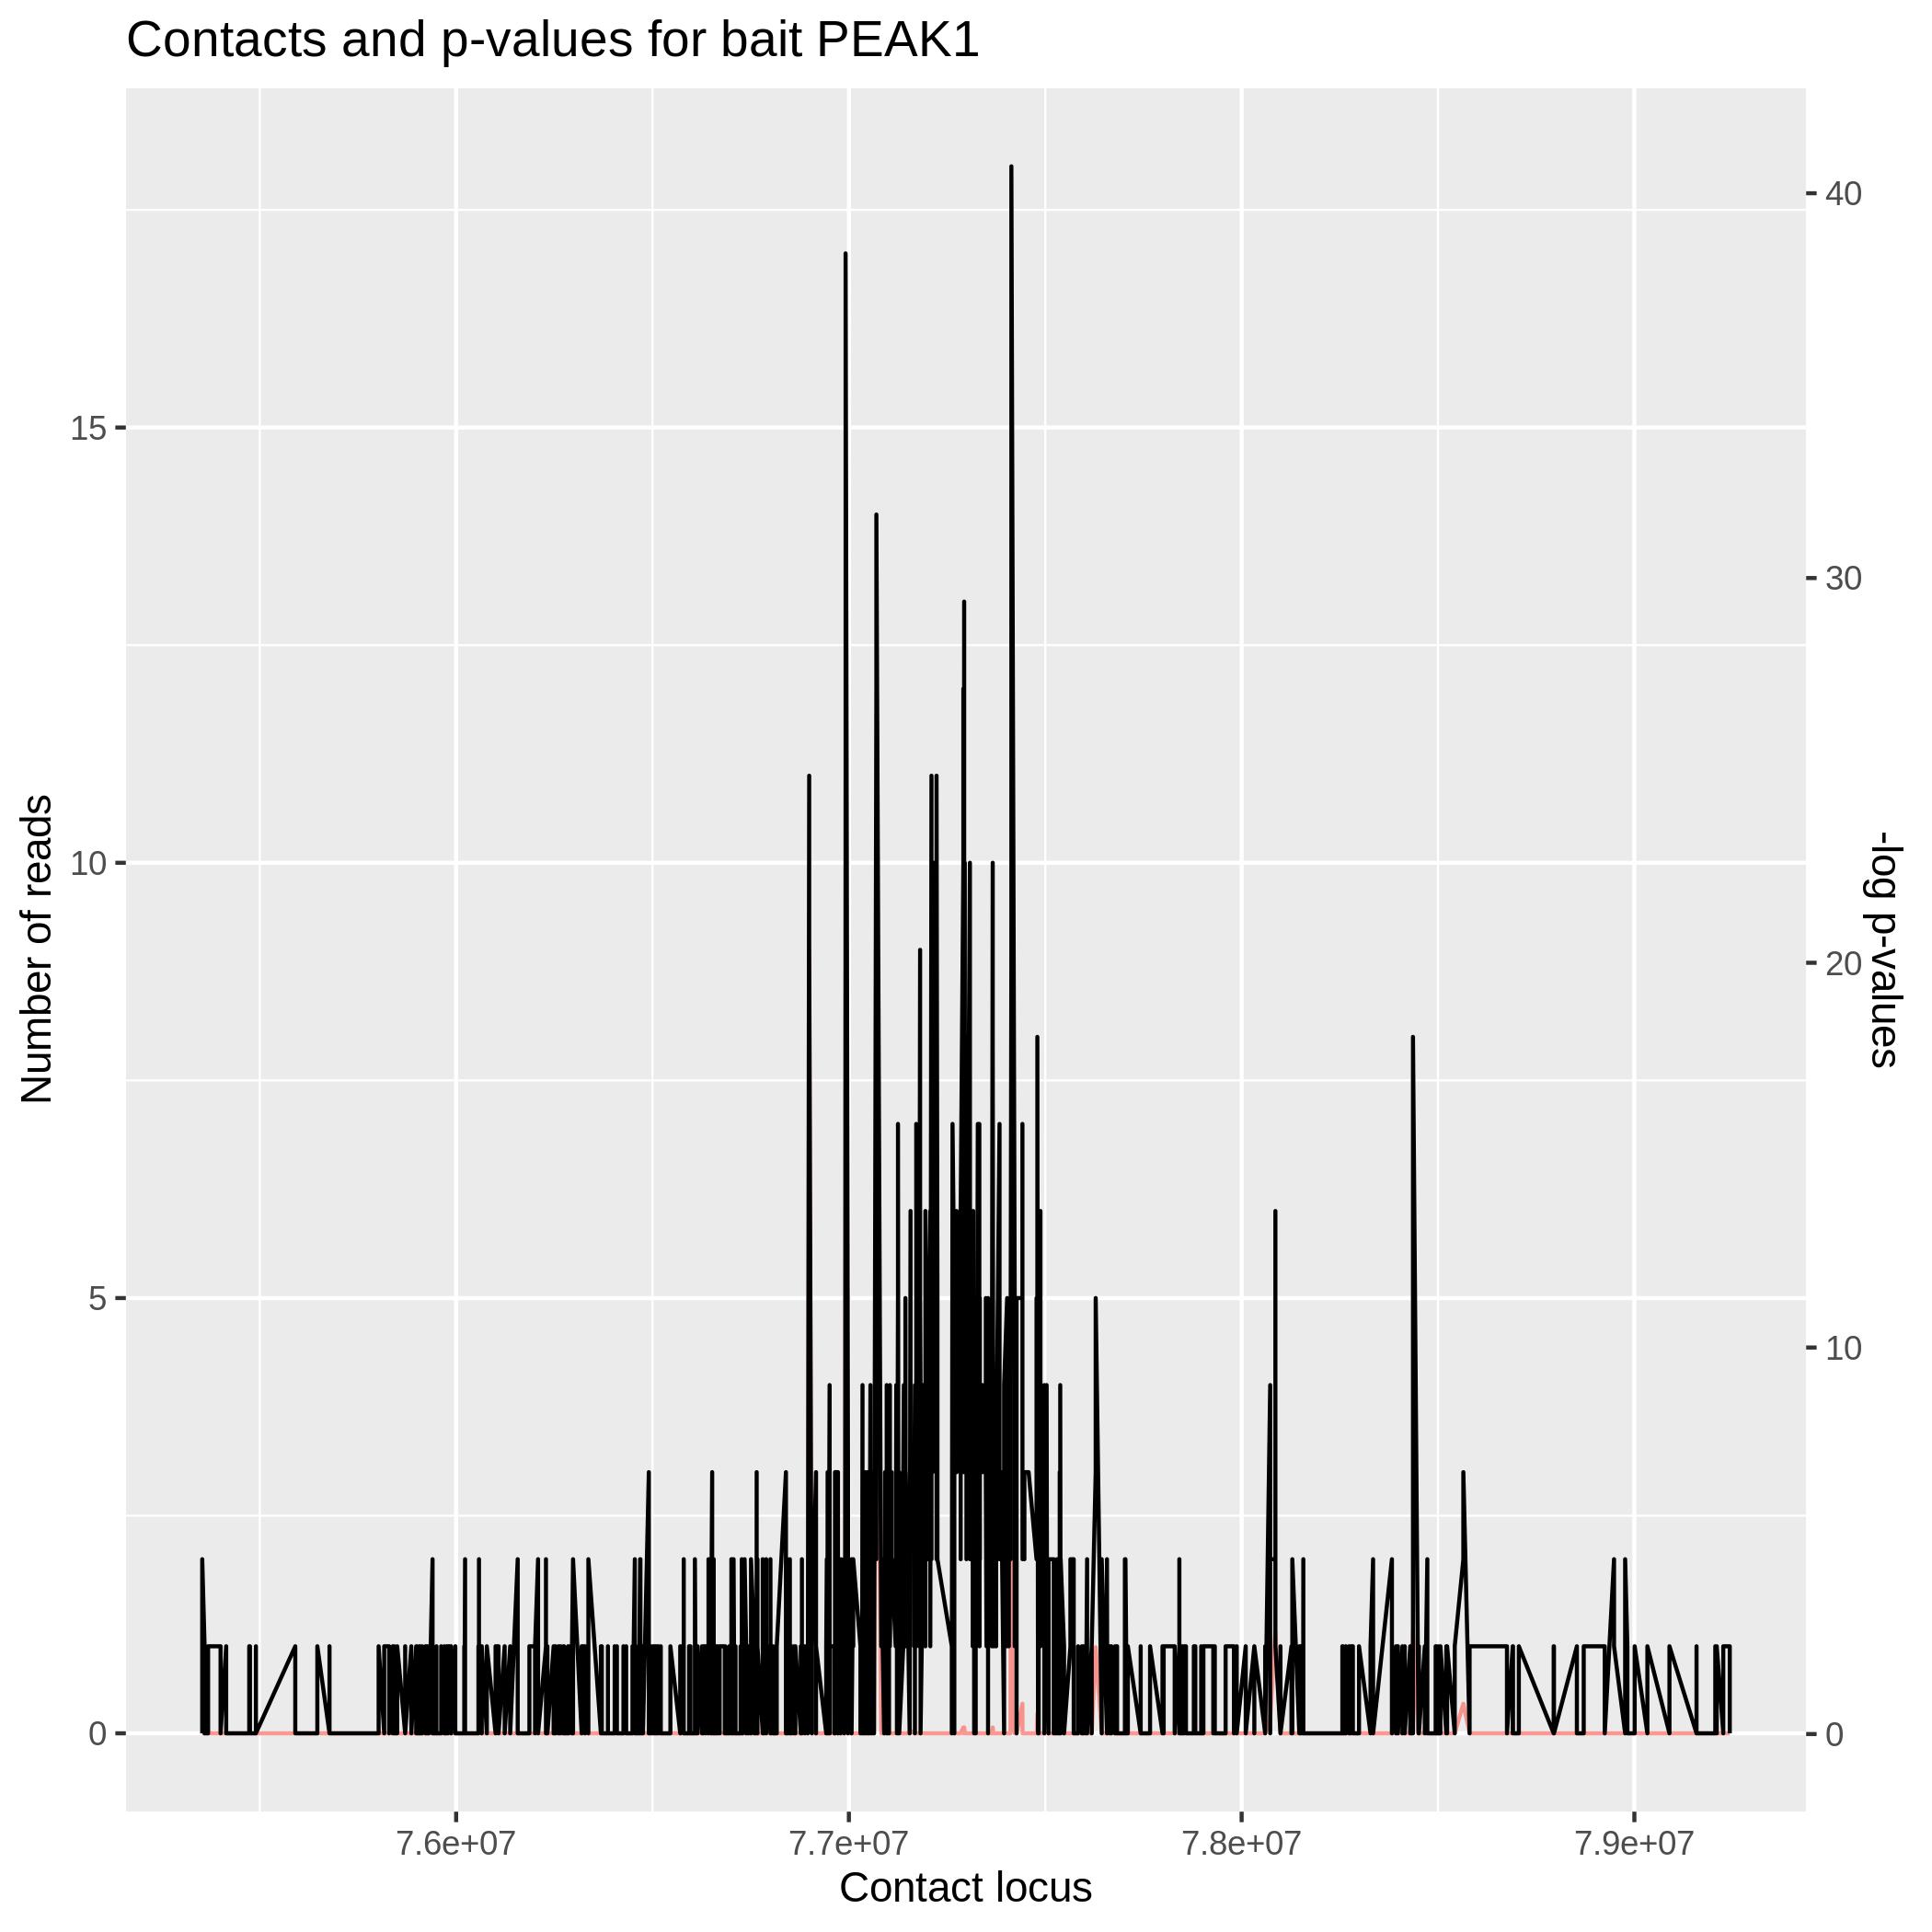 Contacts and p-values for bait PEAK1
Number of reads
15
10
5
0
40
30
20
10
0
-log p-values
7.6e+07
7.7e+07
7.8e+07
7.9e+07
Contact locus